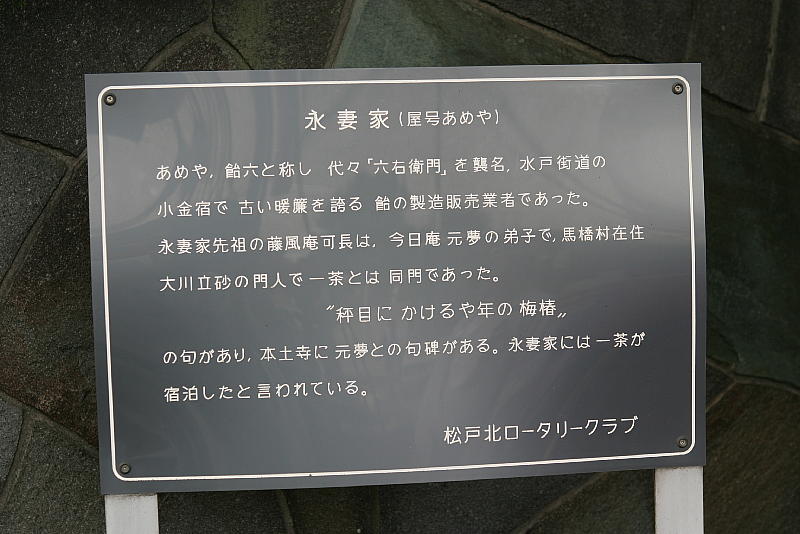 永妻家(屋号あめや)
あめや, 飴六と称し 代々「六右衛門」を襲名, 水戸街道の
小金宿で 古い暖簾を誇る 飴の製造販売業者であった。
永妻家先祖の藤風庵可長は, 今日庵 元夢の弟子で, 馬橋村在住
大川立砂の門人で 一茶とは 同門であった。
〝秤目に かけるや年の 梅椿〟
の句があり, 本土寺に 元夢との句碑がある。永妻家には 一茶が
宿泊したと 言われている。
松戸北ロータリークラブ